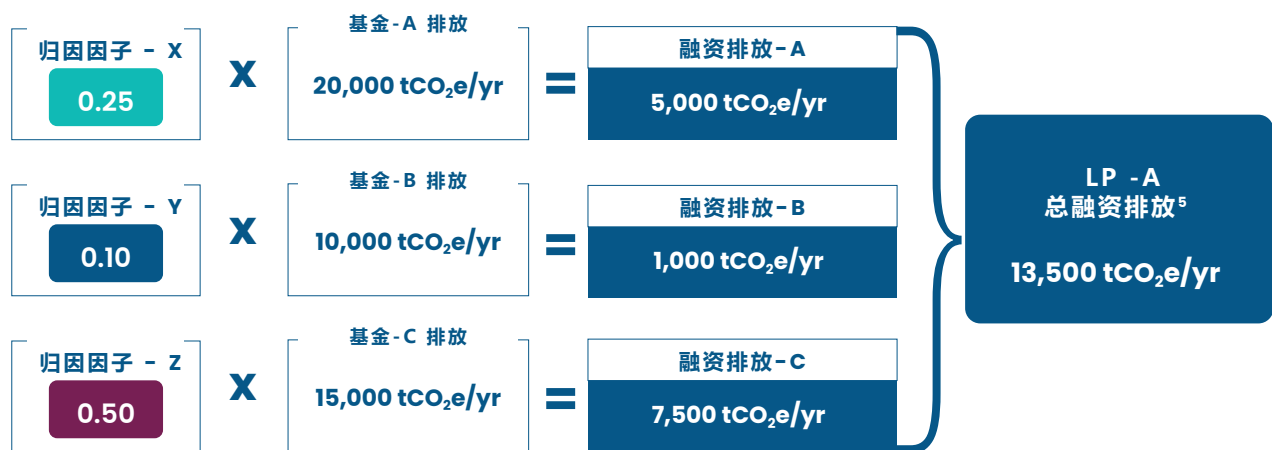 归因因子 - X
0.25
X
基金-A 排放
20,000 tCO₂e/yr
=
融资排放-A
5,000 tCO₂e/yr
归因因子 - Y
0.10
X
基金-B 排放
10,000 tCO₂e/yr
=
融资排放-B
1,000 tCO₂e/yr
归因因子 - Z
0.50
X
基金-C 排放
15,000 tCO₂e/yr
=
融资排放-C
7,500 tCO₂e/yr
LP -A
总融资排放⁵
13,500 tCO₂e/yr